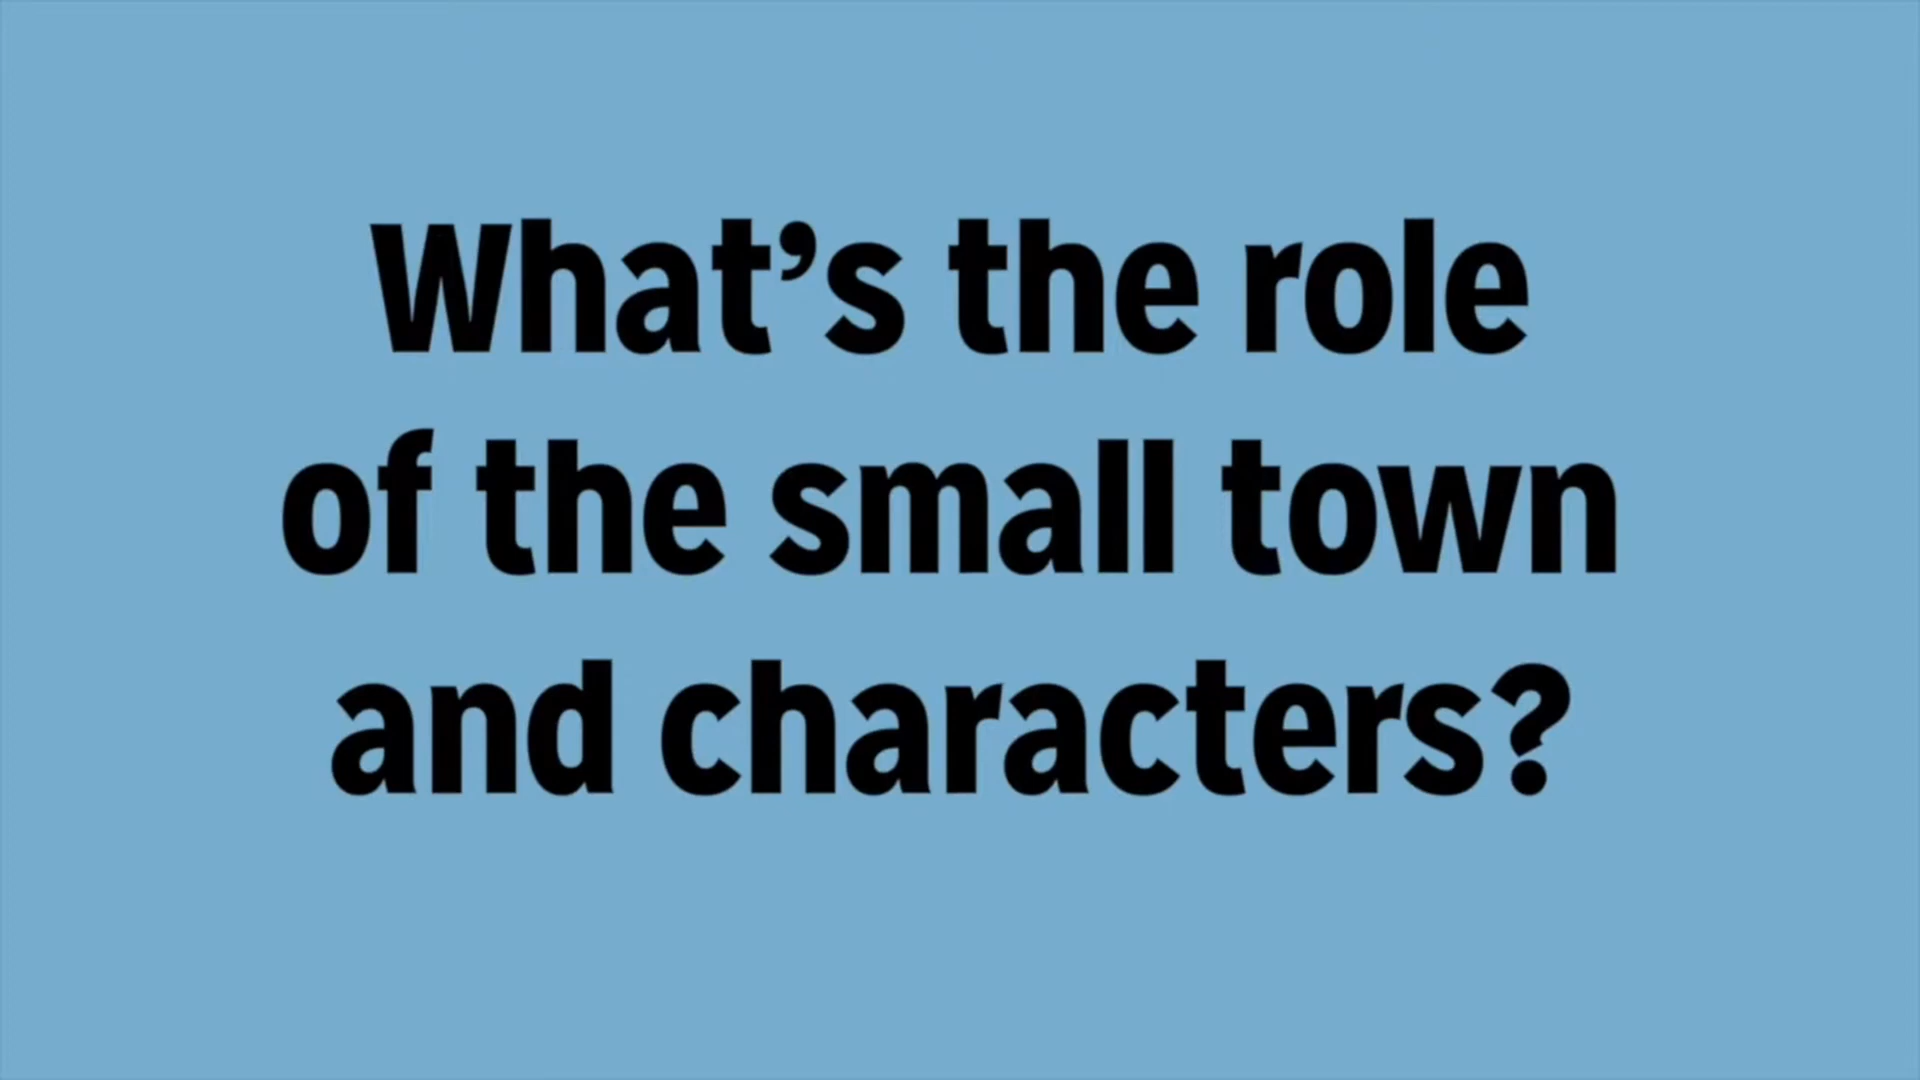 What’s the role
of the small town
and characters?